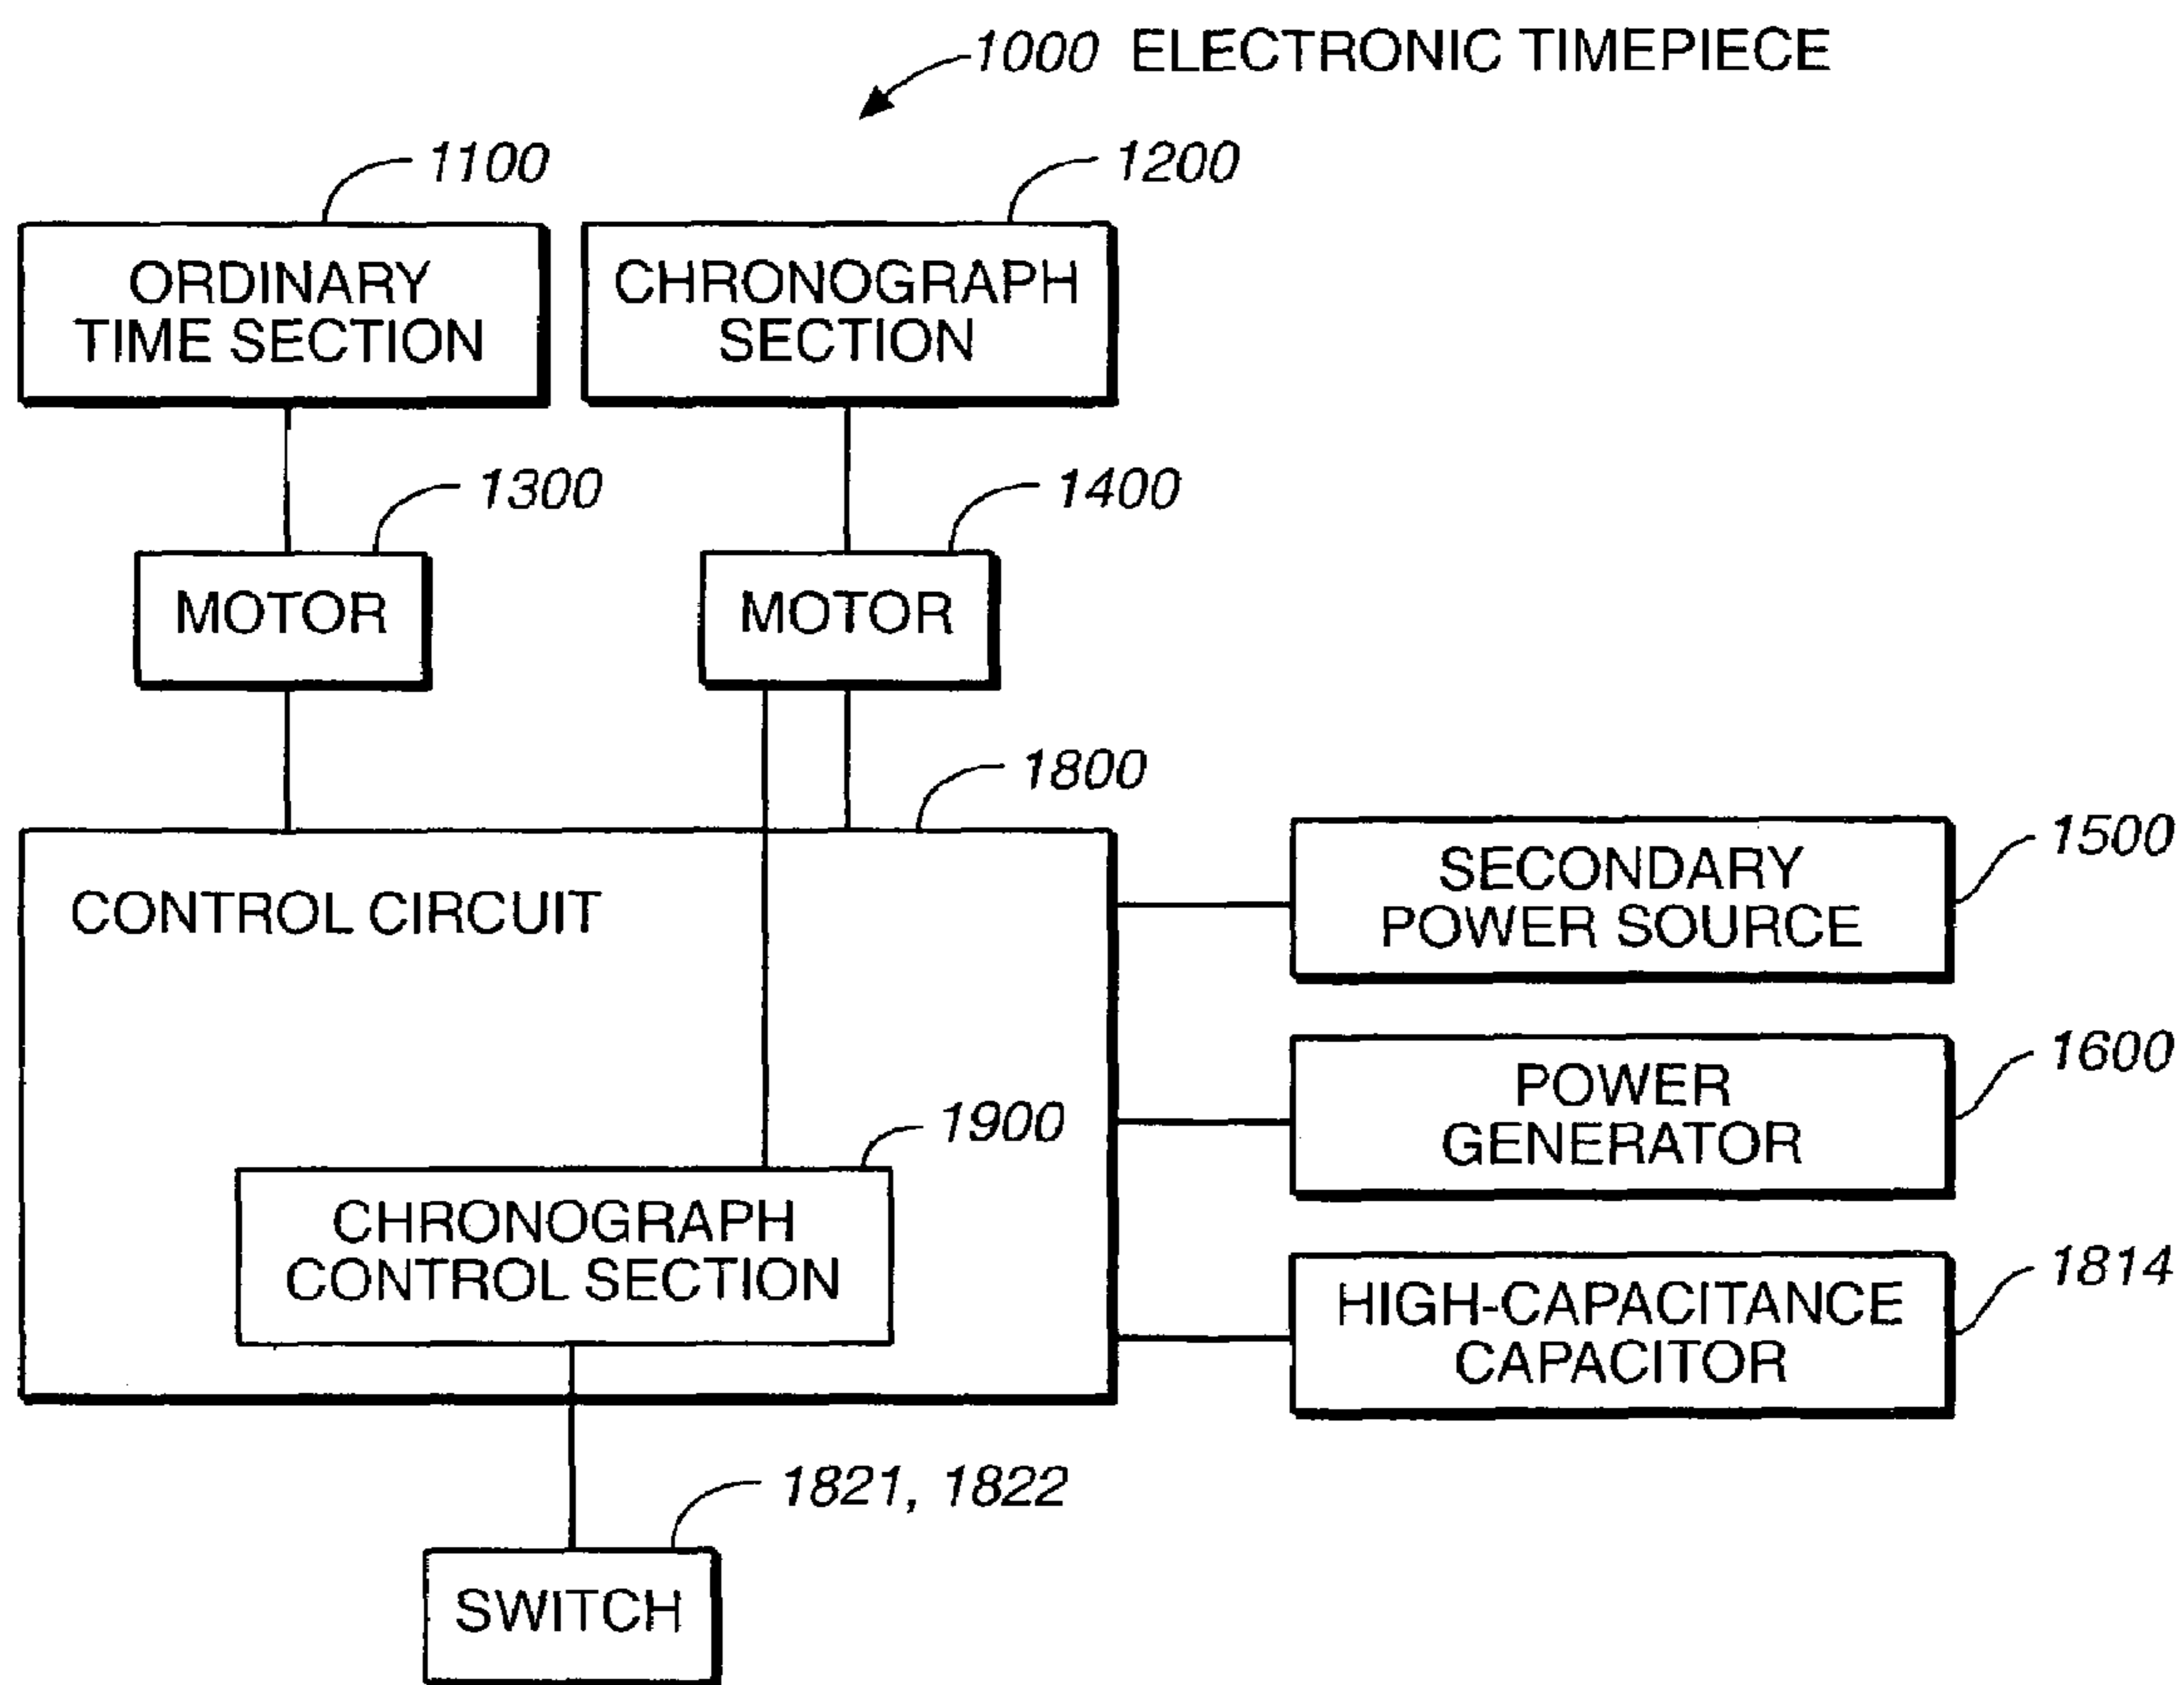 1000 ELECTRONIC TIMEPIECE
1100
1200
ORDINARY
TIME SECTION
CHRONOGRAPH
SECTION
1300
1400
MOTOR
MOTOR
1800
CONTROL CIRCUIT
SECONDARY
POWER SOURCE
1500
POWER
GENERATOR
1600
1900
CHRONOGRAPH
CONTROL SECTION
HIGH-CAPACITANCE
CAPACITOR
1814
1821, 1822
SWITCH